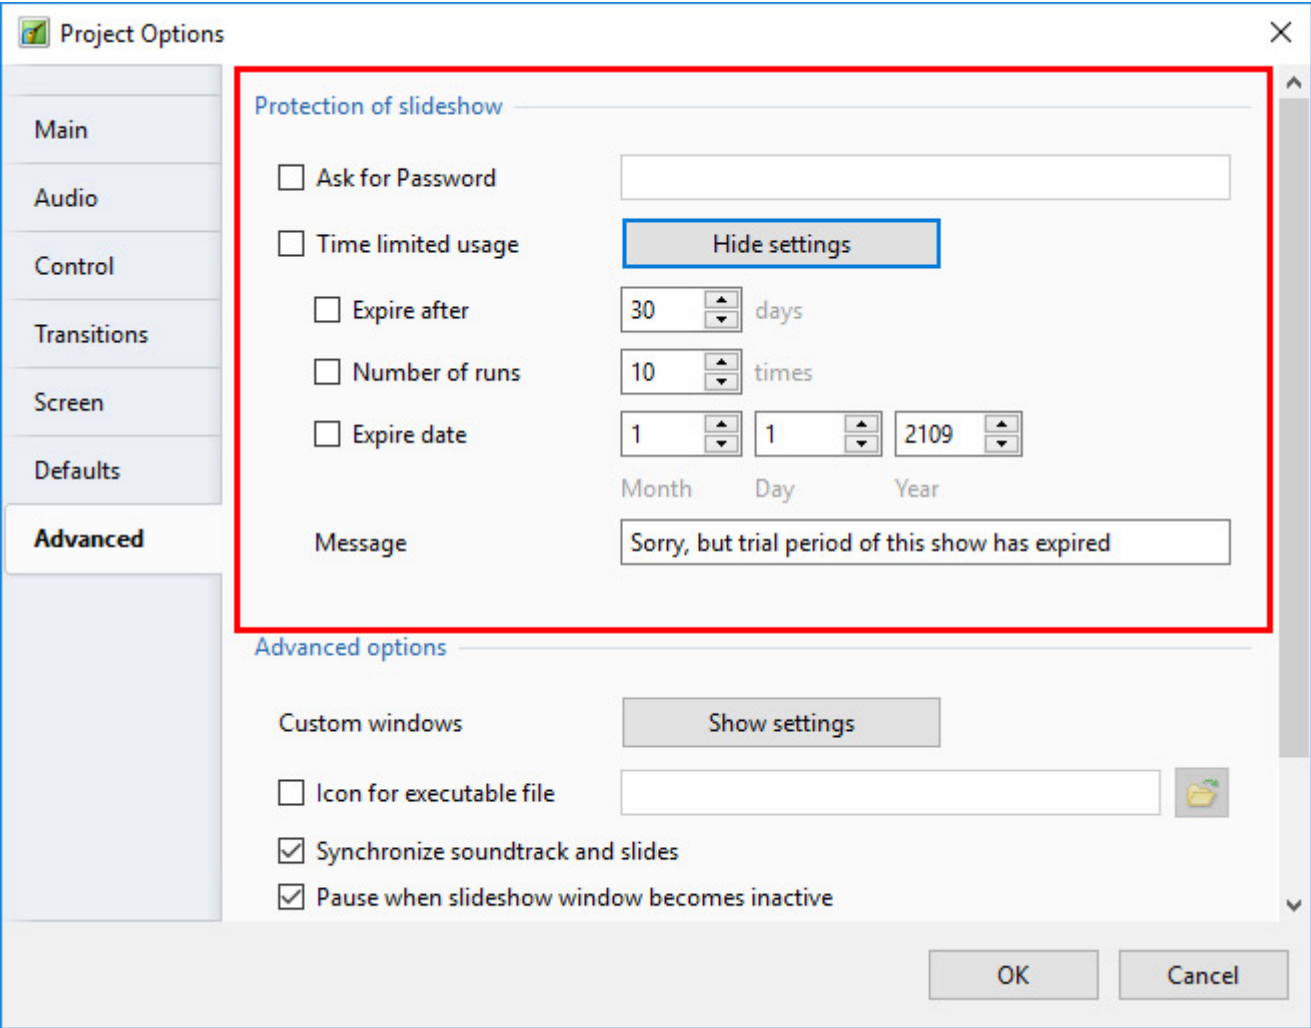 Project Options
Main
Audio
Control
Transitions
Screen
Defaults
Advanced
Protection of slideshow
Ask for Password
Time limited usage Hide settings
Expire after 30 days
Number of runs 10 times
Expire date 1 1 2109
Month Day Year
Message Sorry, but trial period of this show has expired
Advanced options
Custom windows Show settings
Icon for executable file
Synchronize soundtrack and slides
Pause when slideshow window becomes inactive
OK Cancel